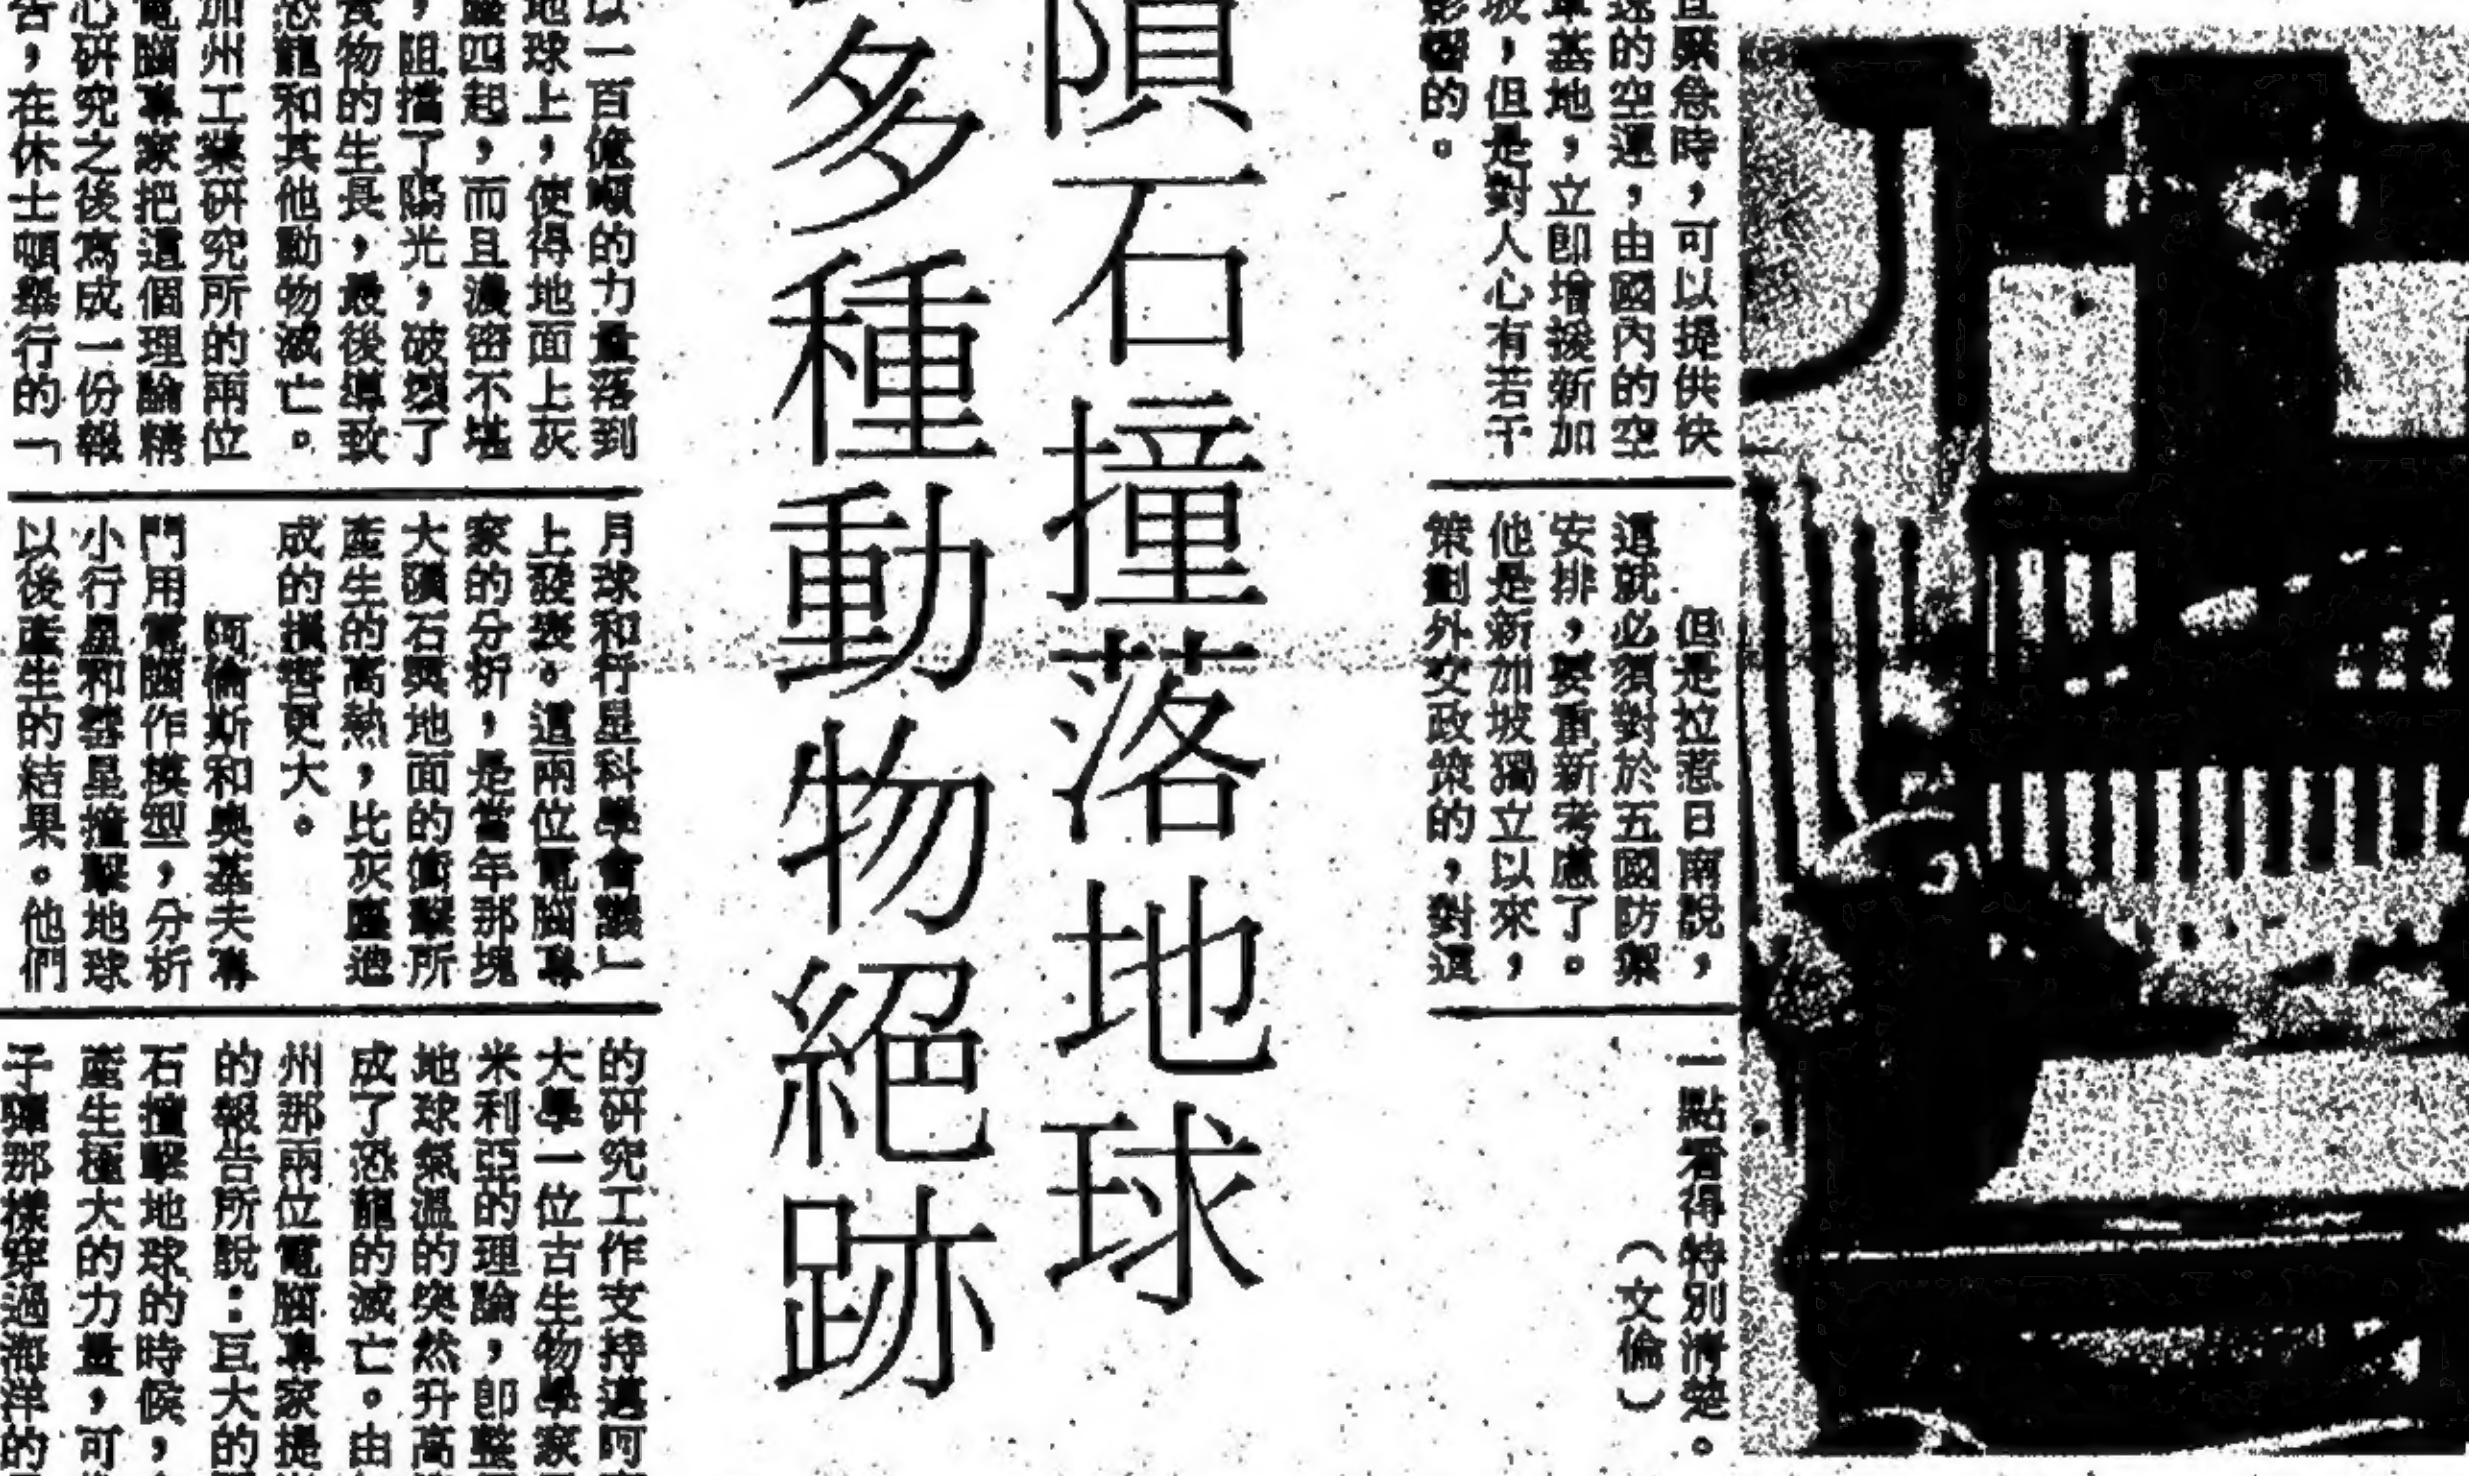 且緊急時，可以提供快
速的空運，由國內的空
軍基地，立即增援新加
坡，但是對人心有若干
影響的。
但是拉惹日南說，
這就必須對於五國防禦
安排，要重新考慮了。
他是新加坡獨立以來，
策劃外交政策的，對這
一點看得特別清楚。
（文倫）
隕石撞落地球
多種動物絕跡
以一百億噸的力量落到
地球上，使得地面上灰
塵四起，而且濃密不堪
，阻擋了陽光，破壞了
食物的生長，最後導致
恐龍和其他動物滅亡。
加州工業研究所的兩位
電腦專家把這個理論精
心研究之後寫成一份報
告，在休士頓舉行的「
月球和行星科學會議」
上發表。這兩位電腦專
家的分析，是當年那塊
大隕石與地面的衝擊所
產生的高熱，比灰塵造
成的損害更大。
阿倫斯和奧基夫專
門用電腦作模型，分析
小行星和彗星撞擊地球
以後產生的結果。他們
的研究工作支持邁阿
大學一位古生物學家
米利亞的理論，即整
地球氣溫的突然升高
成了恐龍的滅亡。由
州那兩位電腦專家提
的報告所說：巨大的
石撞擊地球的時候，
產生極大的力量，可
子彈那樣穿過海洋的